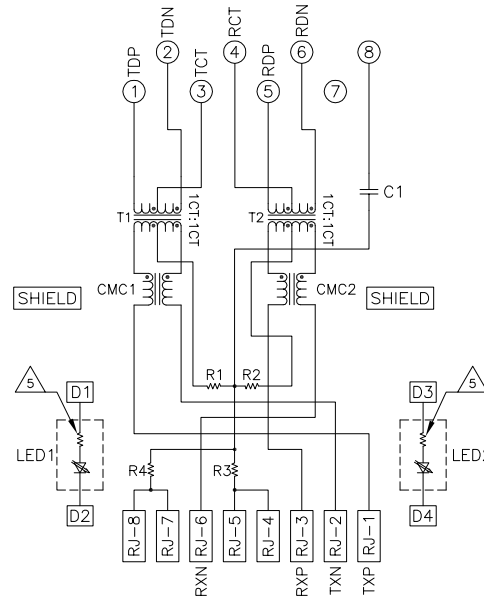 TDP
TDN
TCT
RCT
RDP
RDN
1
2
3
4
5
6
7
8
C1
T1
1CT:1CT
T2
1CT:1CT
CMC1
CMC2
SHIELD
SHIELD
R1
R2
5
D1
D3
5
LED1
R4
R3
LED2
D2
D4
RJ-8
RJ-7
RJ-6
RJ-5
RJ-4
RJ-3
RJ-2
RJ-1
RXN
RXP
TXN
TXP